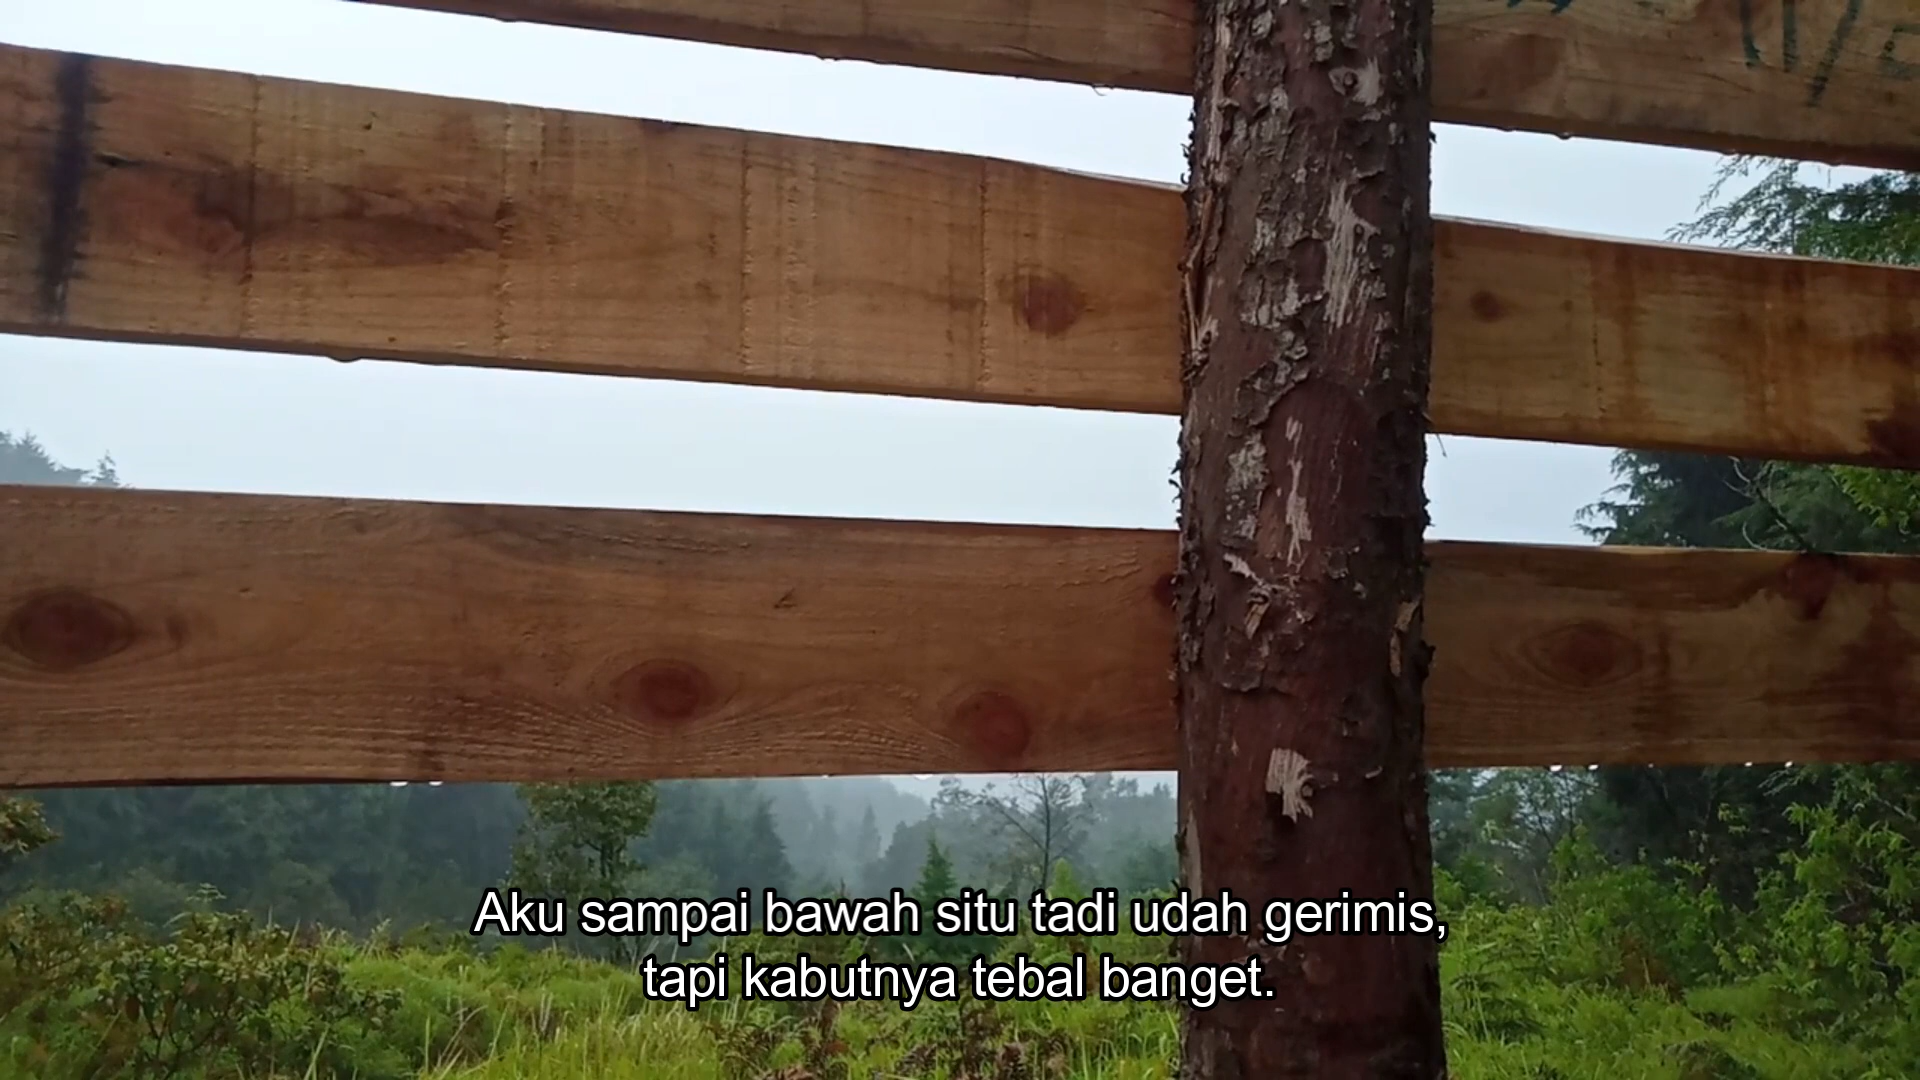 Aku sampai bawah situ tadi udah gerimis,
tapi kabutnya tebal banget.